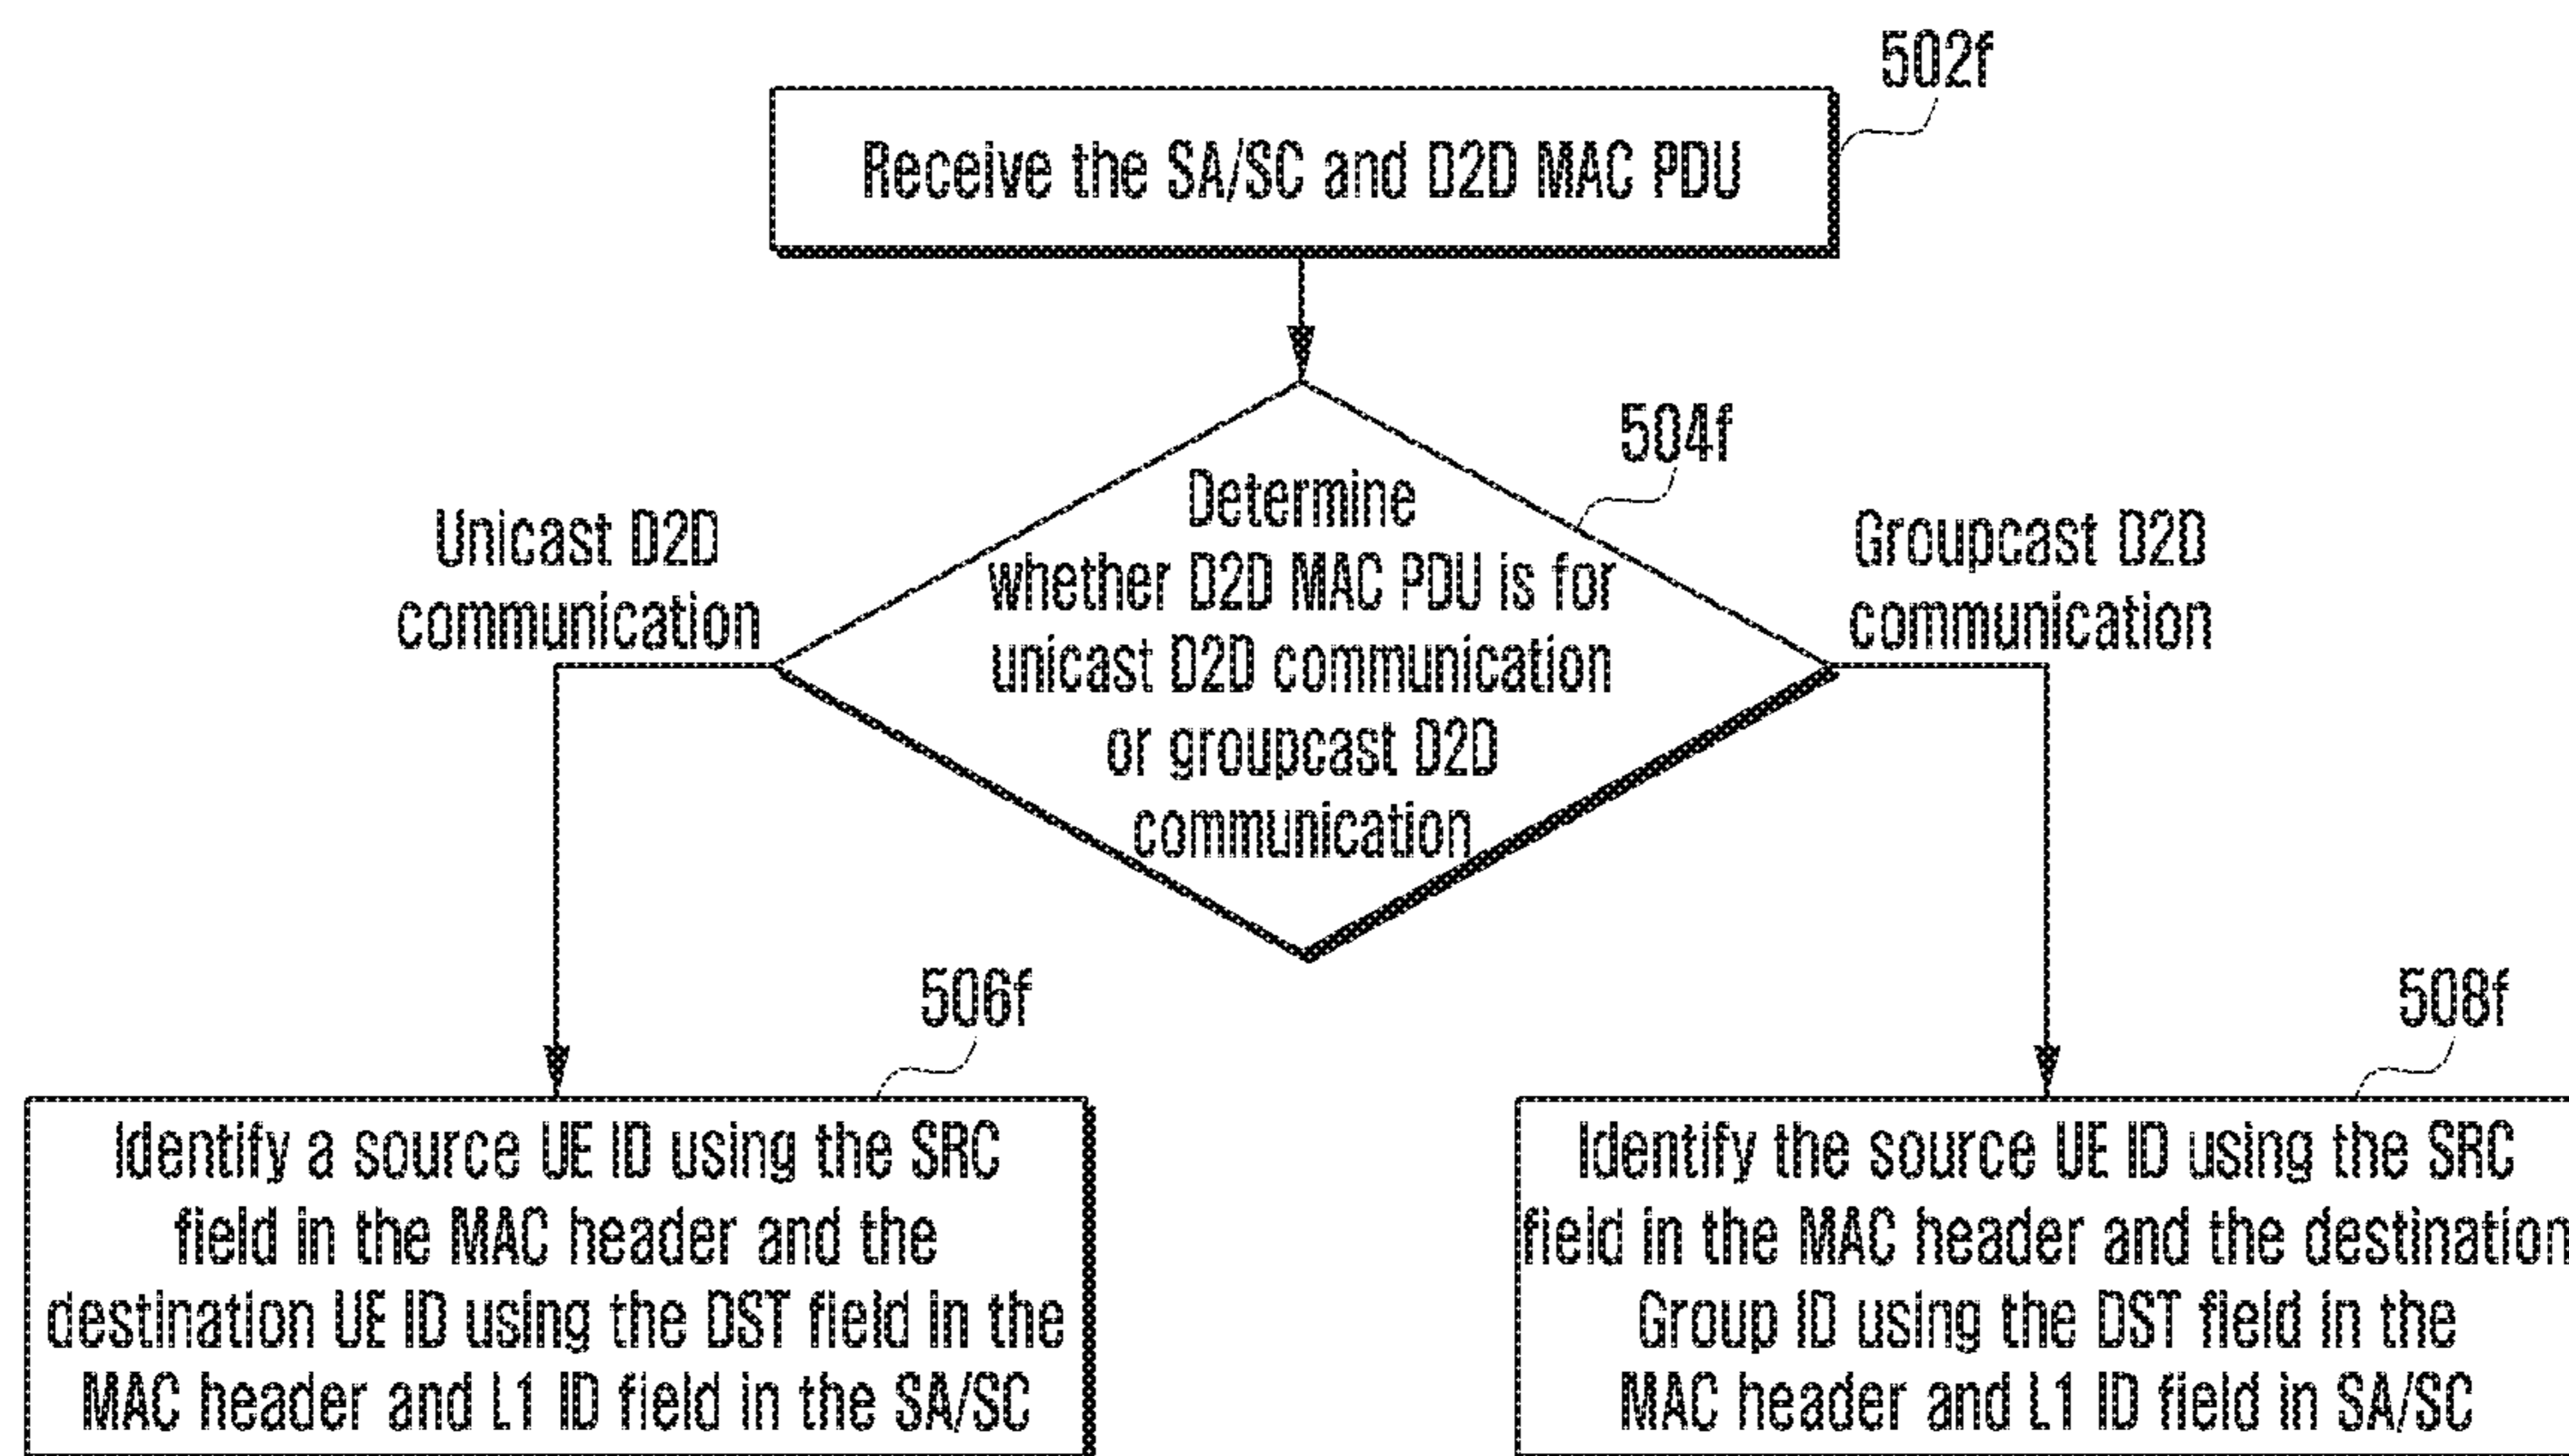 502f
Receive the SA/SC and D2D MAC PDU
504f
Determine
whether D2D MAC PDU is for
unicast D2D communication
or groupcast D2D
communication
Unicast D2D
communication
Groupcast D2D
communication
506f
Identify a source UE ID using the SRC
field in the MAC header and the
destination UE ID using the DST field in the
MAC header and L1 ID field in the SA/SC
508f
Identify the source UE ID using the SRC
field in the MAC header and the destination
Group ID using the DST field in the
MAC header and L1 ID field in SA/SC